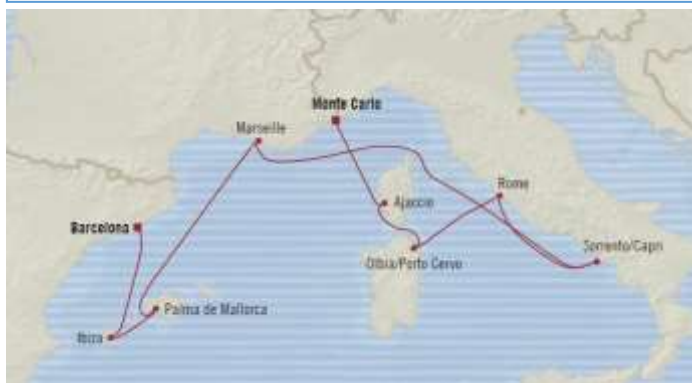 Monte Carlo
Marseille
Rome
Ajaccio
Barcelona
Sorrento/Capri
Olbia/Porto Cervo
Palma de Mallorca
Ibiza